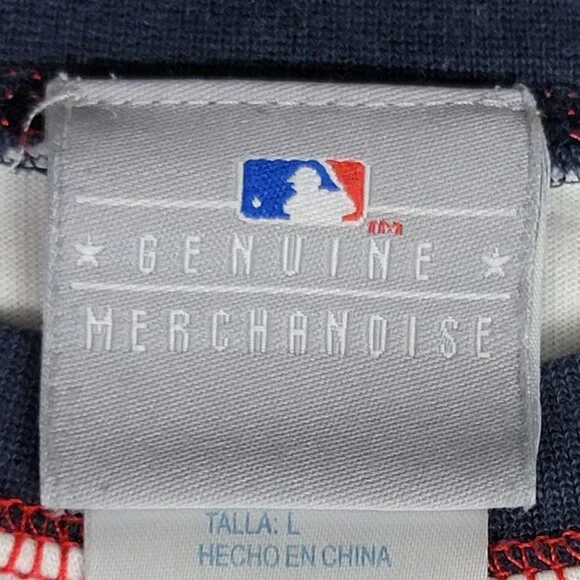 TM
GENUINE
MERCHANDISE
TALLA: L
HECHO EN CHINA